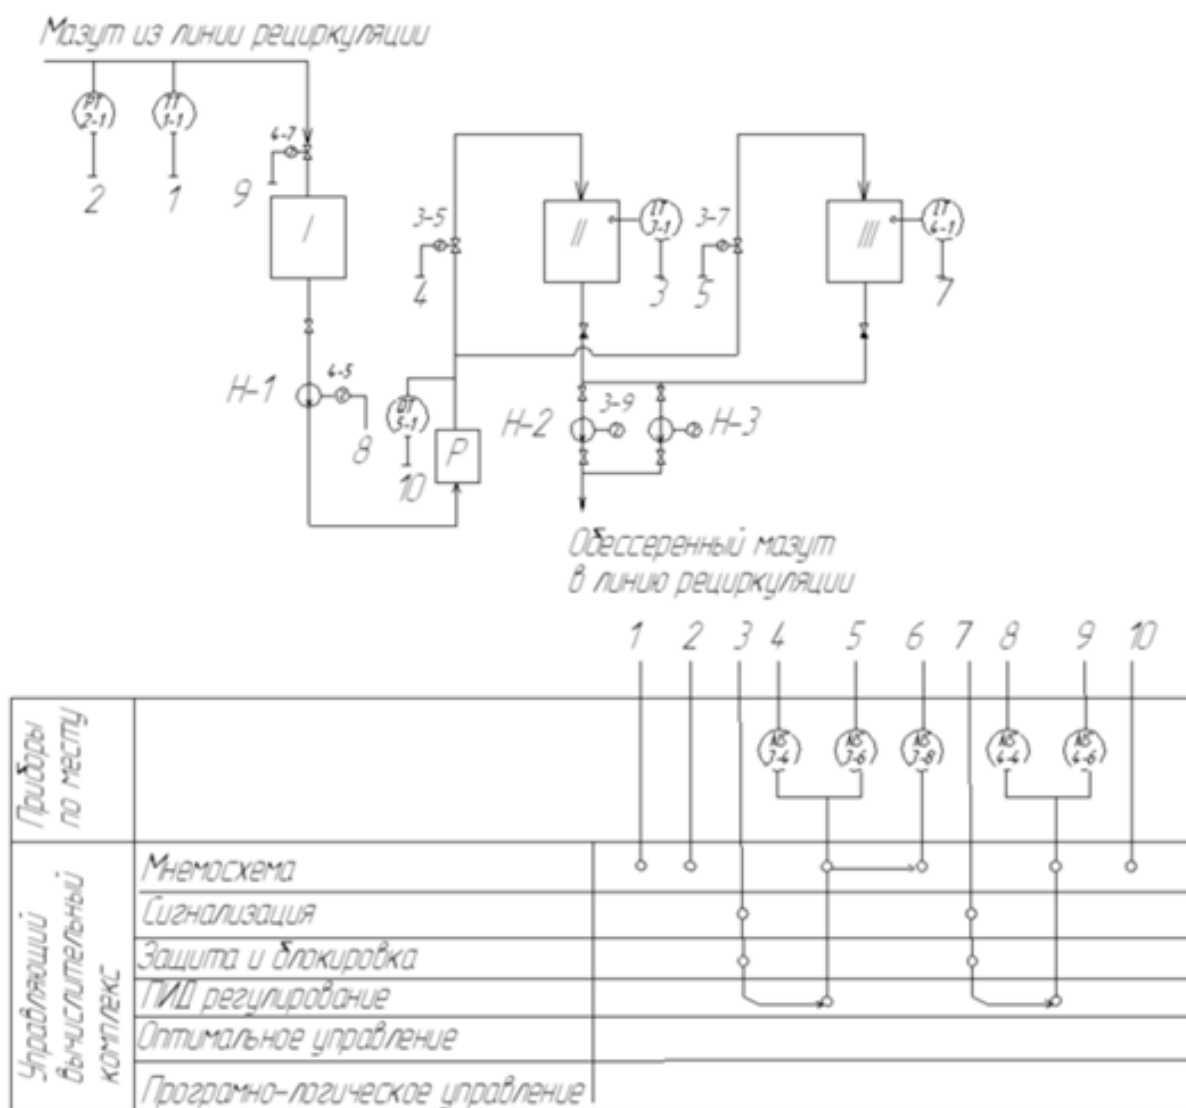 Мазут из линии рециркуляции
PT
2-1
TT
1-1
2
1
4-7
9
I
H-1
4-5
8
3-5
4
QT
5-1
10
P
II
LT
3-1
3
3-7
5
III
LT
4-1
7
H-2
3-9
H-3
Обессеренный мазут
в линию рециркуляции
1 2 3 4 5 6 7 8 9 10
Приборы
по месту
NS
3-4
NS
3-6
NS
3-8
NS
4-4
NS
4-6
Управляющий
вычислительный
комплекс
Мнемосхема
Сигнализация
Защита и блокировка
ПИД регулирование
Оптимальное управление
Програмно-логическое управление